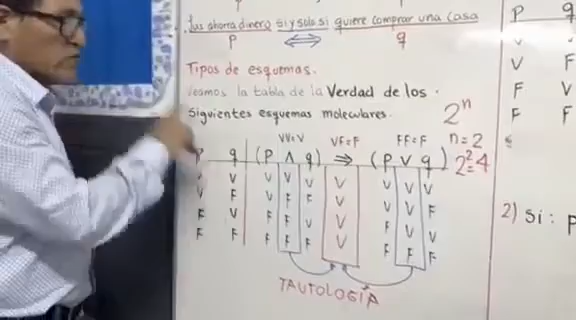 Luis ahorra dinero si y solo si quiere comprar una casa
P ⟺ q
Tipos de esquemas.
Veamos la tabla de la Verdad de los
siguientes esquemas moleculares.
2ⁿ
n = 2
2² = 4
VV=V VF=F FF=F
P q (P ∧ q) ⇒ (P ∨ q)
V V V V V V V V V
V F V F F V V V F
F V F F V V F V V
F F F F F V F F F
TAUTOLOGÍA
P q
V F
F V
F F
2) Si : P